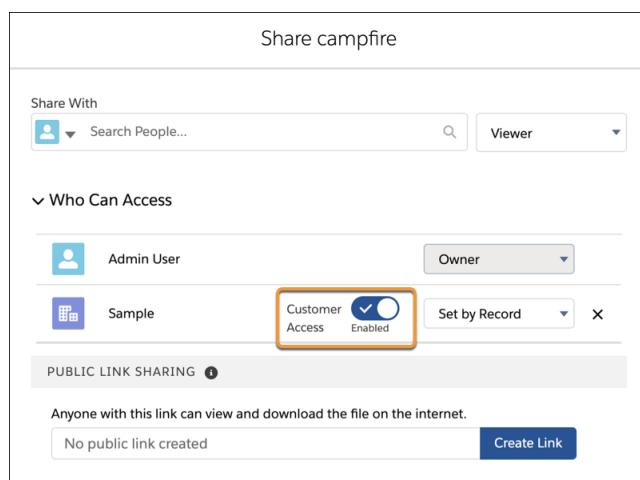 Share campfire
Share With
Search People...
Viewer
Who Can Access
Admin User
Owner
Sample
Customer
Access
Enabled
Set by Record
PUBLIC LINK SHARING
Anyone with this link can view and download the file on the internet.
No public link created
Create Link